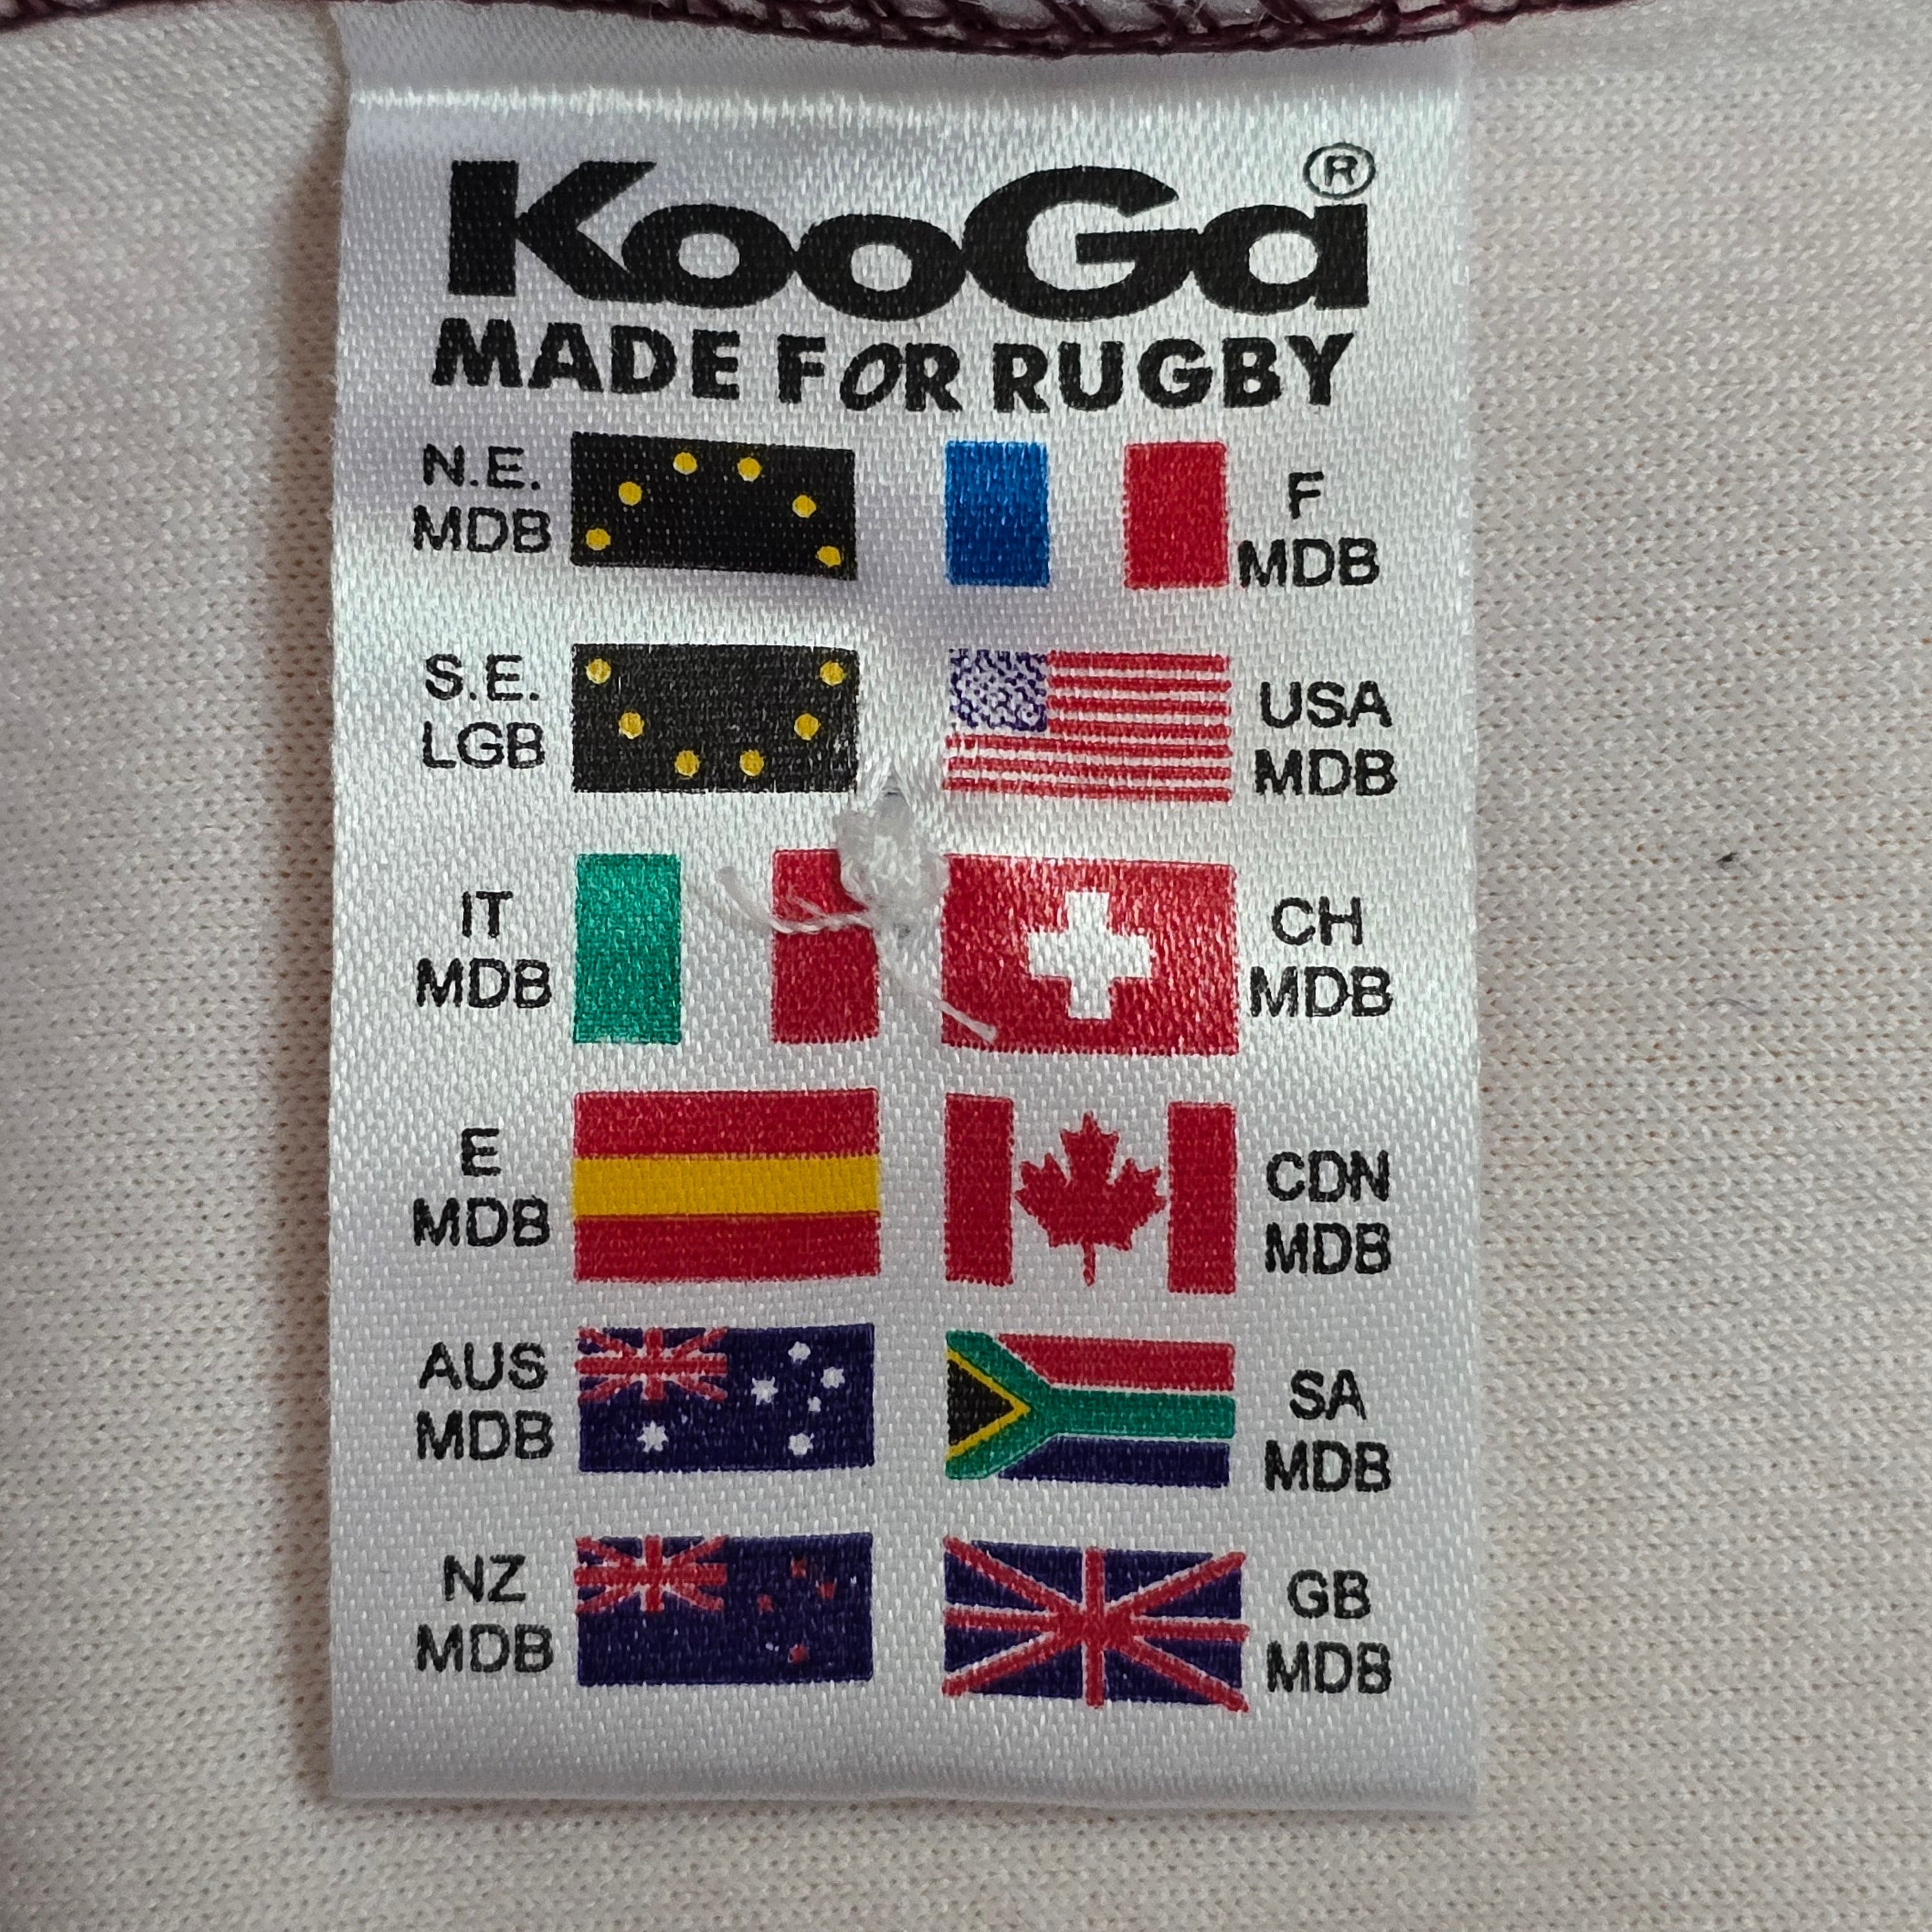 KooGa®
MADE FOR RUGBY
N.E.
MDB
F
MDB
S.E.
LGB
USA
MDB
IT
MDB
CH
MDB
E
MDB
CDN
MDB
AUS
MDB
SA
MDB
NZ
MDB
GB
MDB